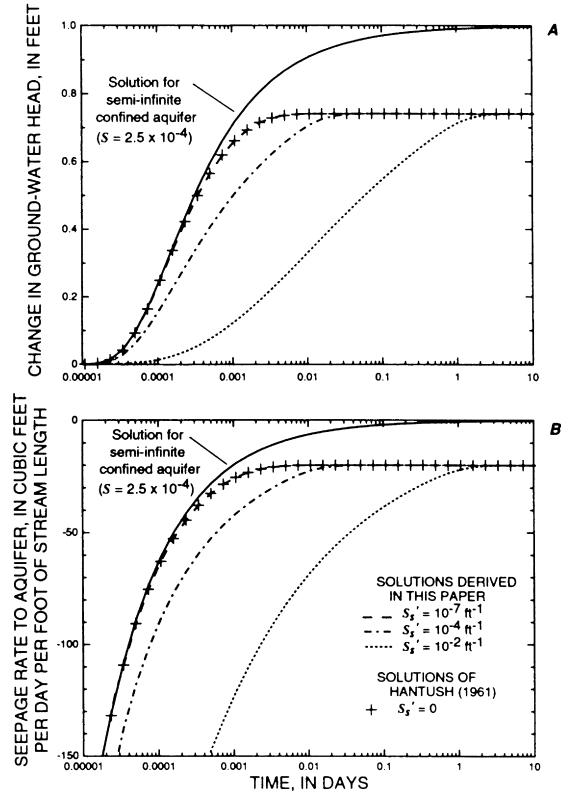 A
CHANGE IN GROUND-WATER HEAD, IN FEET
1.0
0.8
0.6
0.4
0.2
0
Solution for
semi-infinite
confined aquifer
(S = 2.5 x 10⁻⁴)
0.00001 0.0001 0.001 0.01 0.1 1 10
B
SEEPAGE RATE TO AQUIFER, IN CUBIC FEET
PER DAY PER FOOT OF STREAM LENGTH
0
-50
-100
-150
Solution for
semi-infinite
confined aquifer
(S = 2.5 x 10⁻⁴)
SOLUTIONS DERIVED
IN THIS PAPER
Sₛ' = 10⁻⁷ ft⁻¹
Sₛ' = 10⁻⁴ ft⁻¹
Sₛ' = 10⁻² ft⁻¹
SOLUTIONS OF
HANTUSH (1961)
+ Sₛ' = 0
0.00001 0.0001 0.001 0.01 0.1 1 10
TIME, IN DAYS